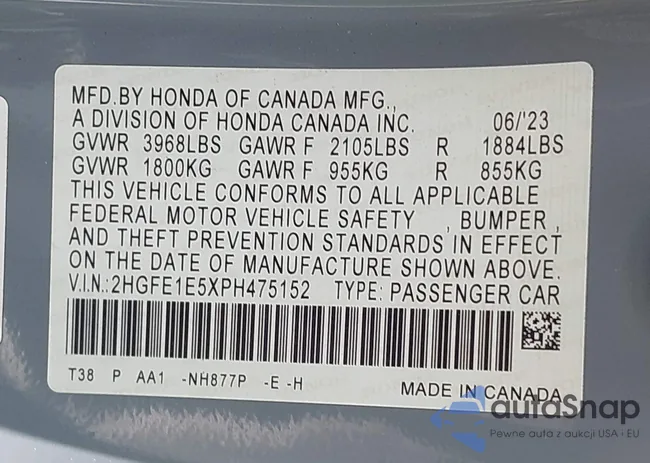 MFD.BY HONDA OF CANADA MFG.,
A DIVISION OF HONDA CANADA INC. 06/'23
GVWR 3968LBS GAWR F 2105LBS R 1884LBS
GVWR 1800KG GAWR F 955KG R 855KG
THIS VEHICLE CONFORMS TO ALL APPLICABLE
FEDERAL MOTOR VEHICLE SAFETY , BUMPER ,
AND THEFT PREVENTION STANDARDS IN EFFECT
ON THE DATE OF MANUFACTURE SHOWN ABOVE.
V.I.N.:2HGFE1E5XPH475152 TYPE: PASSENGER CAR
T38 P AA1 -NH877P -E -H MADE IN CANADA
autaSnap
Pewne auta z aukcji USA i EU